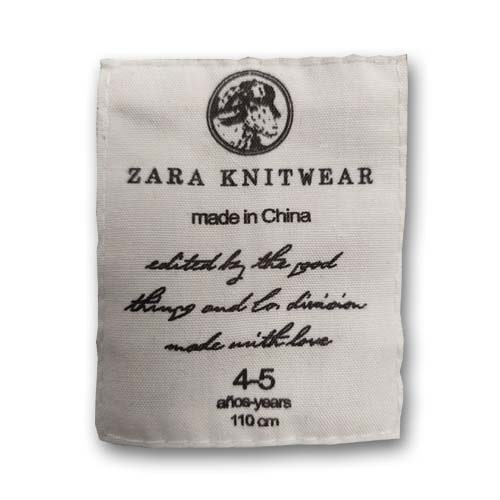 ZARA KNITWEAR
made in China
edited by the good
things and Co. division
made with love
4-5
años-years
110 cm